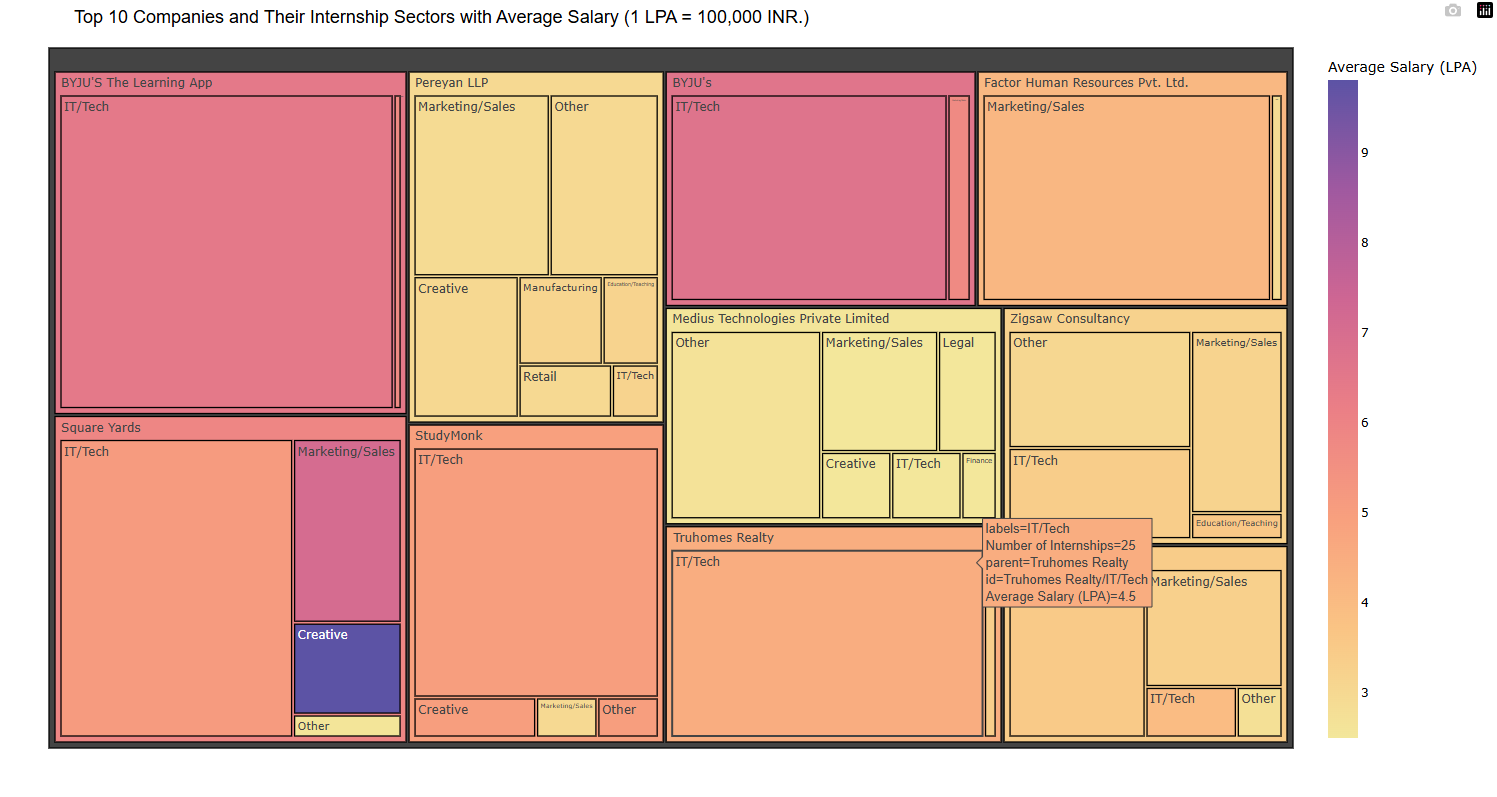 Top 10 Companies and Their Internship Sectors with Average Salary (1 LPA = 100,000 INR.)
BYJU'S The Learning App
IT/Tech
Pereyan LLP
Marketing/Sales
Other
Creative
Manufacturing
Education/Teaching
Retail
IT/Tech
BYJU's
IT/Tech
Factor Human Resources Pvt. Ltd.
Marketing/Sales
Square Yards
IT/Tech
Marketing/Sales
Creative
Other
StudyMonk
IT/Tech
Creative
Marketing/Sales
Other
Medius Technologies Private Limited
Other
Marketing/Sales
Legal
Creative
IT/Tech
Finance
Zigsaw Consultancy
Other
Marketing/Sales
IT/Tech
Education/Teaching
Truhomes Realty
IT/Tech
labels=IT/Tech
Number of Internships=25
parent=Truhomes Realty
id=Truhomes Realty/IT/Tech
Average Salary (LPA)=4.5
Marketing/Sales
IT/Tech
Other
Average Salary (LPA)
9
8
7
6
5
4
3